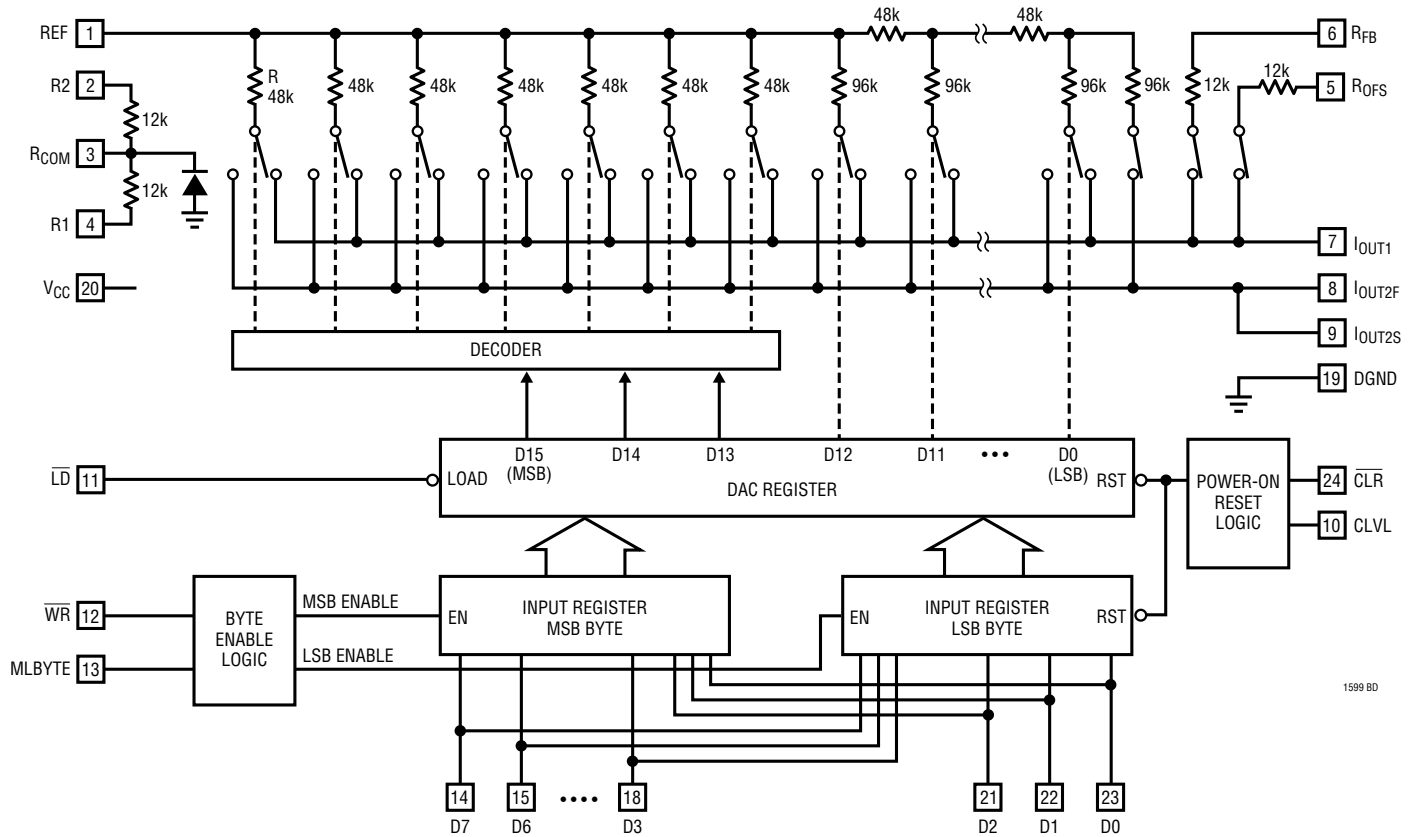 48k 48k
REF 1
6 RFB
R 48k
48k 48k 48k 48k 48k 48k 96k 96k 96k 96k 12k
12k
5 ROFS
R2 2
12k
RCOM 3
12k
R1 4
7 IOUT1
VCC 20
8 IOUT2F
9 IOUT2S
DECODER
19 DGND
D15 (MSB) D14 D13 D12 D11 ••• D0 (LSB)
LD 11
LOAD
DAC REGISTER
RST
POWER-ON
RESET
LOGIC
24 CLR
10 CLVL
WR 12
MLBYTE 13
BYTE
ENABLE
LOGIC
MSB ENABLE
LSB ENABLE
EN
INPUT REGISTER
MSB BYTE
EN
INPUT REGISTER
LSB BYTE
RST
1599 BD
14 15 •••• 18 21 22 23
D7 D6 D3 D2 D1 D0